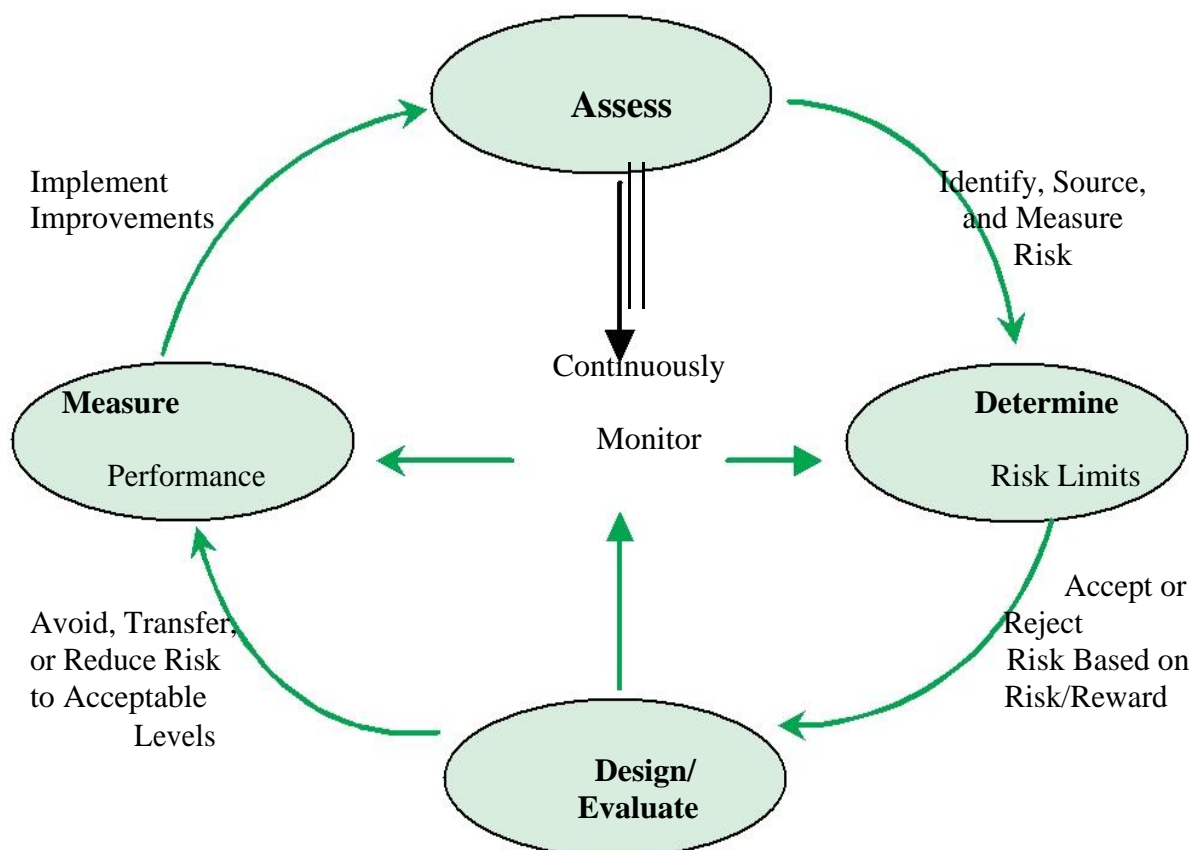 Assess
Implement
Improvements
Identify, Source,
and Measure
Risk
Continuously
Monitor
Measure
Performance
Determine
Risk Limits
Avoid, Transfer,
or Reduce Risk
to Acceptable
Levels
Accept or
Reject
Risk Based on
Risk/Reward
Design/
Evaluate